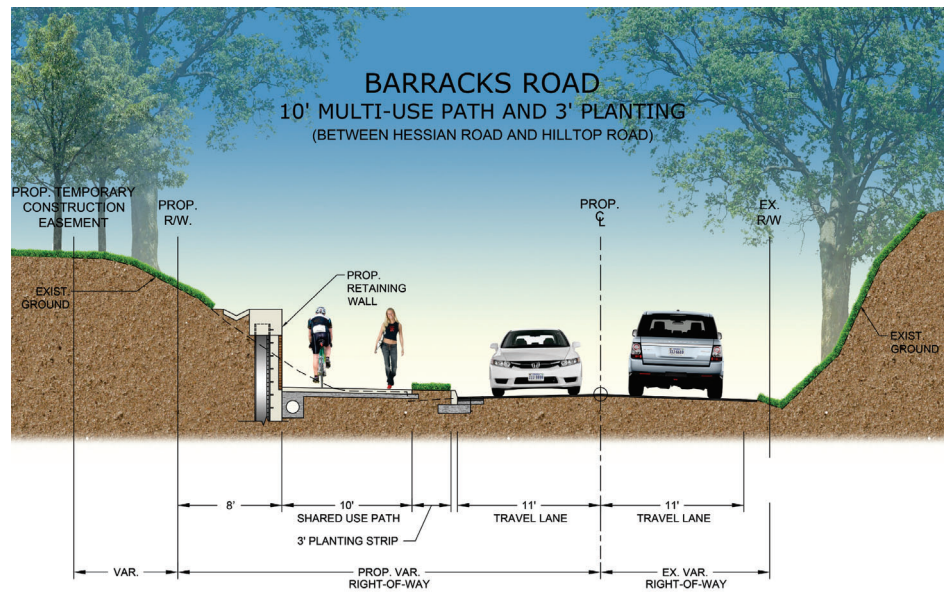 BARRACKS ROAD
10' MULTI-USE PATH AND 3' PLANTING
(BETWEEN HESSIAN ROAD AND HILLTOP ROAD)
PROP. TEMPORARY
CONSTRUCTION
EASEMENT
PROP.
R/W.
PROP.
CL
EX.
R/W
EXIST.
GROUND
PROP.
RETAINING
WALL
EXIST.
GROUND
8'
10'
SHARED USE PATH
3' PLANTING STRIP
11'
TRAVEL LANE
11'
TRAVEL LANE
VAR.
PROP. VAR.
RIGHT-OF-WAY
EX. VAR.
RIGHT-OF-WAY